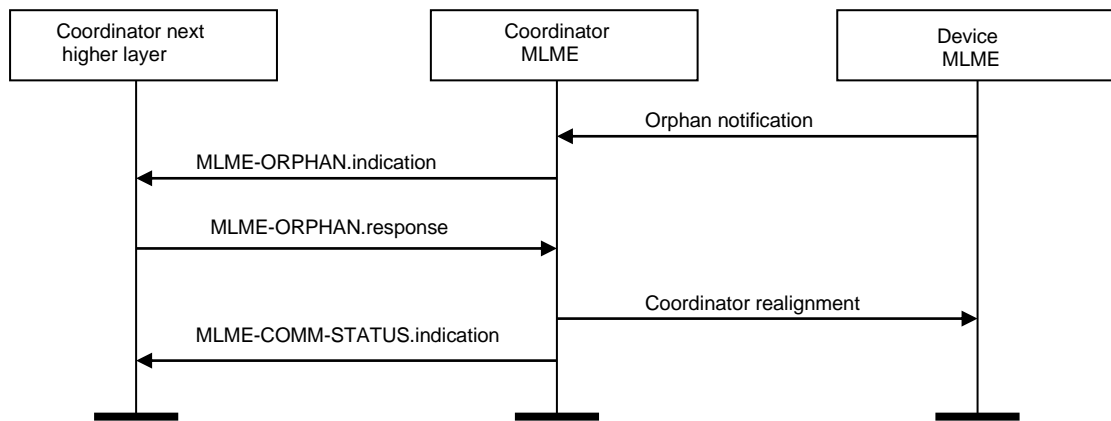 Coordinator next
higher layer
Coordinator
MLME
Device
MLME
Orphan notification
MLME-ORPHAN.indication
MLME-ORPHAN.response
Coordinator realignment
MLME-COMM-STATUS.indication